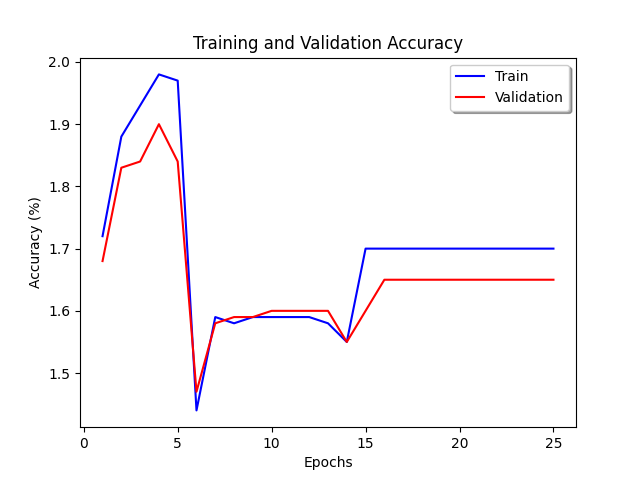 Training and Validation Accuracy
Train
Validation
2.0
1.9
1.8
1.7
1.6
1.5
Accuracy (%)
0
5
10
15
20
25
Epochs